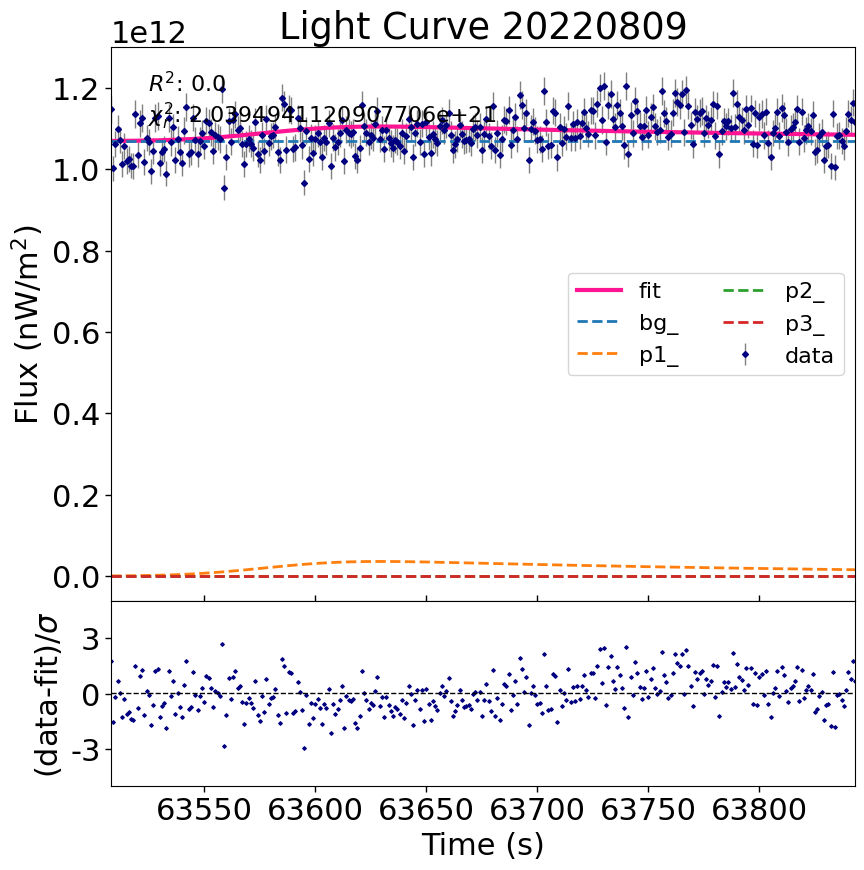 Light Curve 20220809
1e12
R²: 0.0
χ²: 2.0394941120907706e+21
1.2
1.0
0.8
0.6
0.4
0.2
0.0
Flux (nW/m²)
fit
bg_
p1_
p2_
p3_
data
3
0
-3
(data-fit)/σ
63550 63600 63650 63700 63750 63800
Time (s)